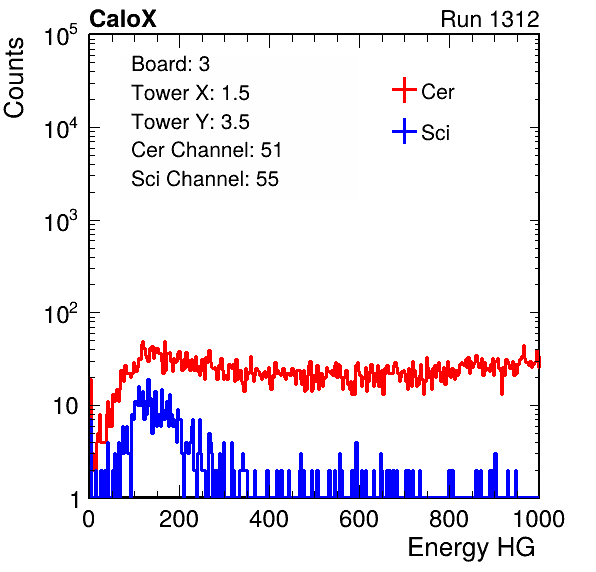 CaloX Run 1312
Counts
10^5
10^4
10^3
10^2
10
1
Board: 3
Tower X: 1.5
Tower Y: 3.5
Cer Channel: 51
Sci Channel: 55
Cer
Sci
0 200 400 600 800 1000
Energy HG